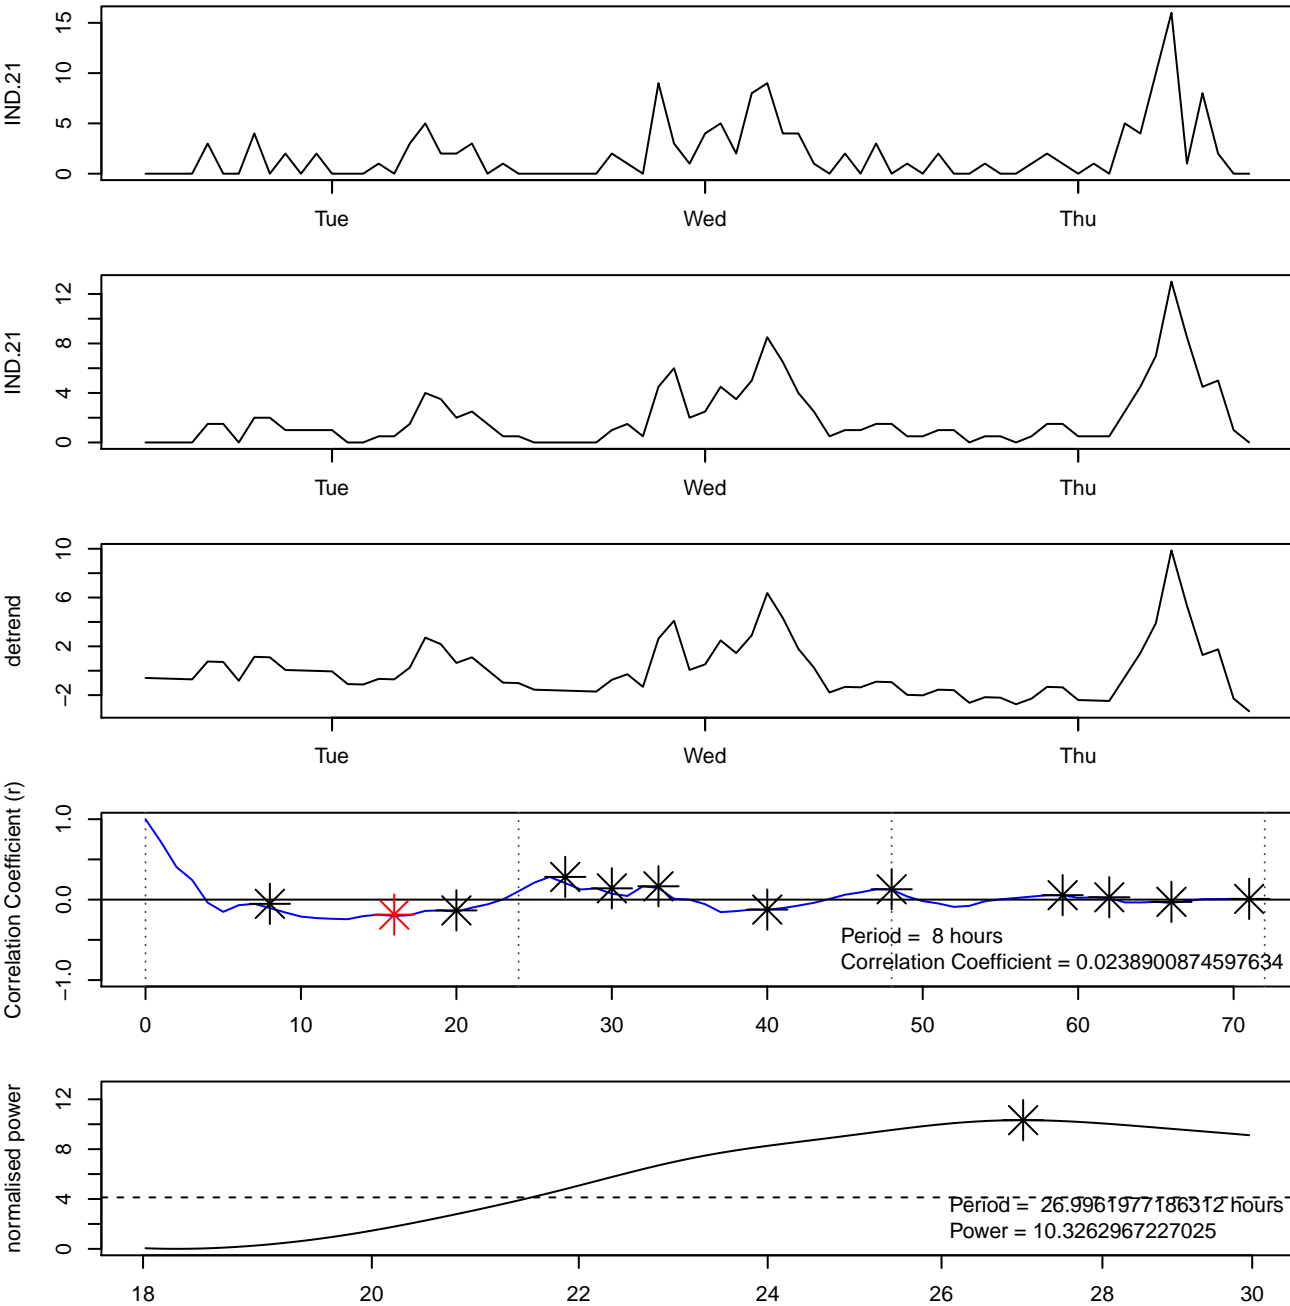 IND.21
0 5 10 15
Tue Wed Thu
IND.21
0 4 8 12
Tue Wed Thu
detrend
−2 2 6 10
Tue Wed Thu
Correlation Coefficient (r)
−1.0 0.0 1.0
Period = 8 hours
Correlation Coefficient = 0.0238900874597634
0 10 20 30 40 50 60 70
normalised power
0 4 8 12
Period = 26.9961977186312 hours
Power = 10.3262967227025
18 20 22 24 26 28 30